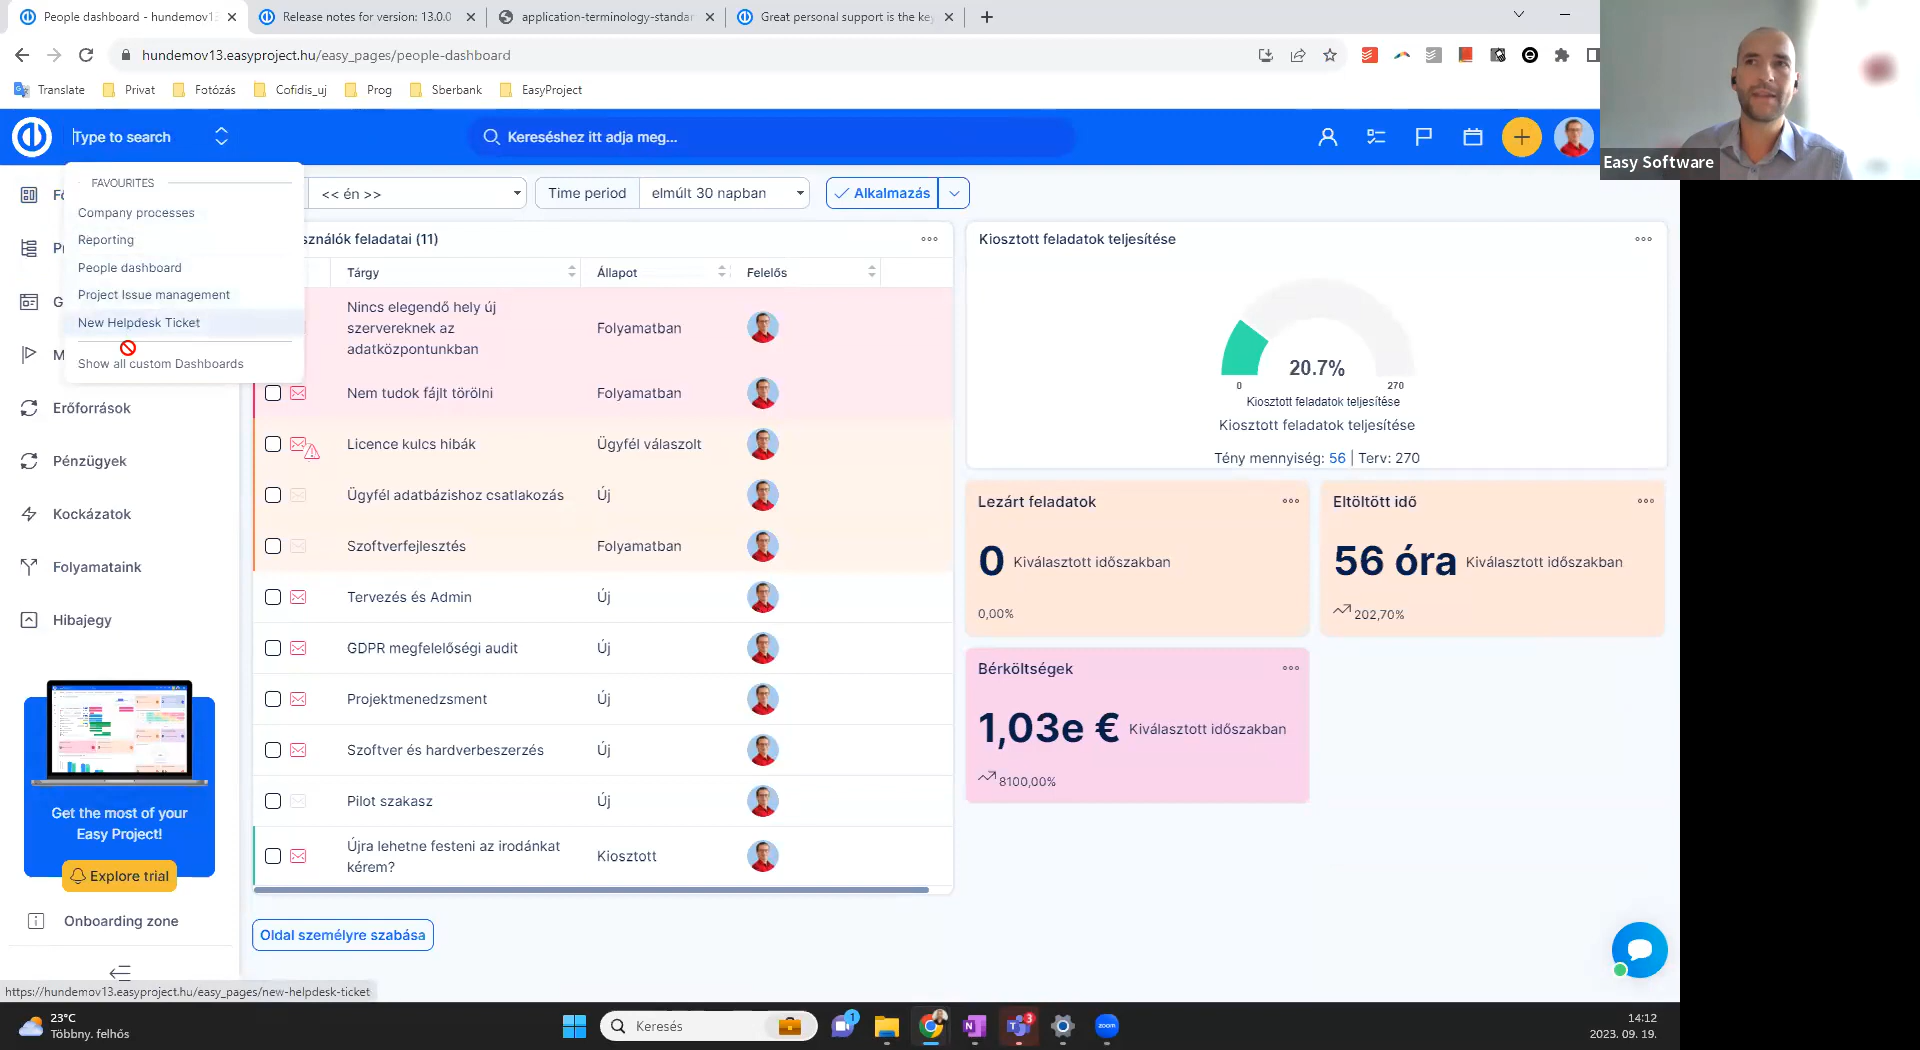 People dashboard - hundemov13
Release notes for version: 13.0.0
application-terminology-standar
Great personal support is the key
hundemov13.easyproject.hu/easy_pages/people-dashboard
Translate
Privat
Fotózás
Cofidis_uj
Prog
Sberbank
EasyProject
Type to search
Kereséshez itt adja meg...
Easy Software
FAVOURITES
Company processes
Reporting
People dashboard
Project Issue management
New Helpdesk Ticket
Show all custom Dashboards
Erőforrások
Pénzügyek
Kockázatok
Folyamataink
Hibajegy
Get the most of your
Easy Project!
Explore trial
Onboarding zone
<< én >>
Time period
elmúlt 30 napban
Alkalmazás
sználók feladatai (11)
Tárgy
Állapot
Felelős
Nincs elegendő hely új
szervereknek az
adatközpontunkban
Folyamatban
Nem tudok fájlt törölni
Folyamatban
Licence kulcs hibák
Ügyfél válaszolt
Ügyfél adatbázishoz csatlakozás
Új
Szoftverfejlesztés
Folyamatban
Tervezés és Admin
Új
GDPR megfelelőségi audit
Új
Projektmenedzsment
Új
Szoftver és hardverbeszerzés
Új
Pilot szakasz
Új
Újra lehetne festeni az irodánkat
kérem?
Kiosztott
Oldal személyre szabása
Kiosztott feladatok teljesítése
20.7%
0
270
Kiosztott feladatok teljesítése
Kiosztott feladatok teljesítése
Tény mennyiség: 56 | Terv: 270
Lezárt feladatok
0 Kiválasztott időszakban
0,00%
Eltöltött idő
56 óra Kiválasztott időszakban
202,70%
Bérköltségek
1,03e € Kiválasztott időszakban
8100,00%
https://hundemov13.easyproject.hu/easy_pages/new-helpdesk-ticket
23°C
Többny. felhős
Keresés
1
3
zoom
14:12
2023. 09. 19.